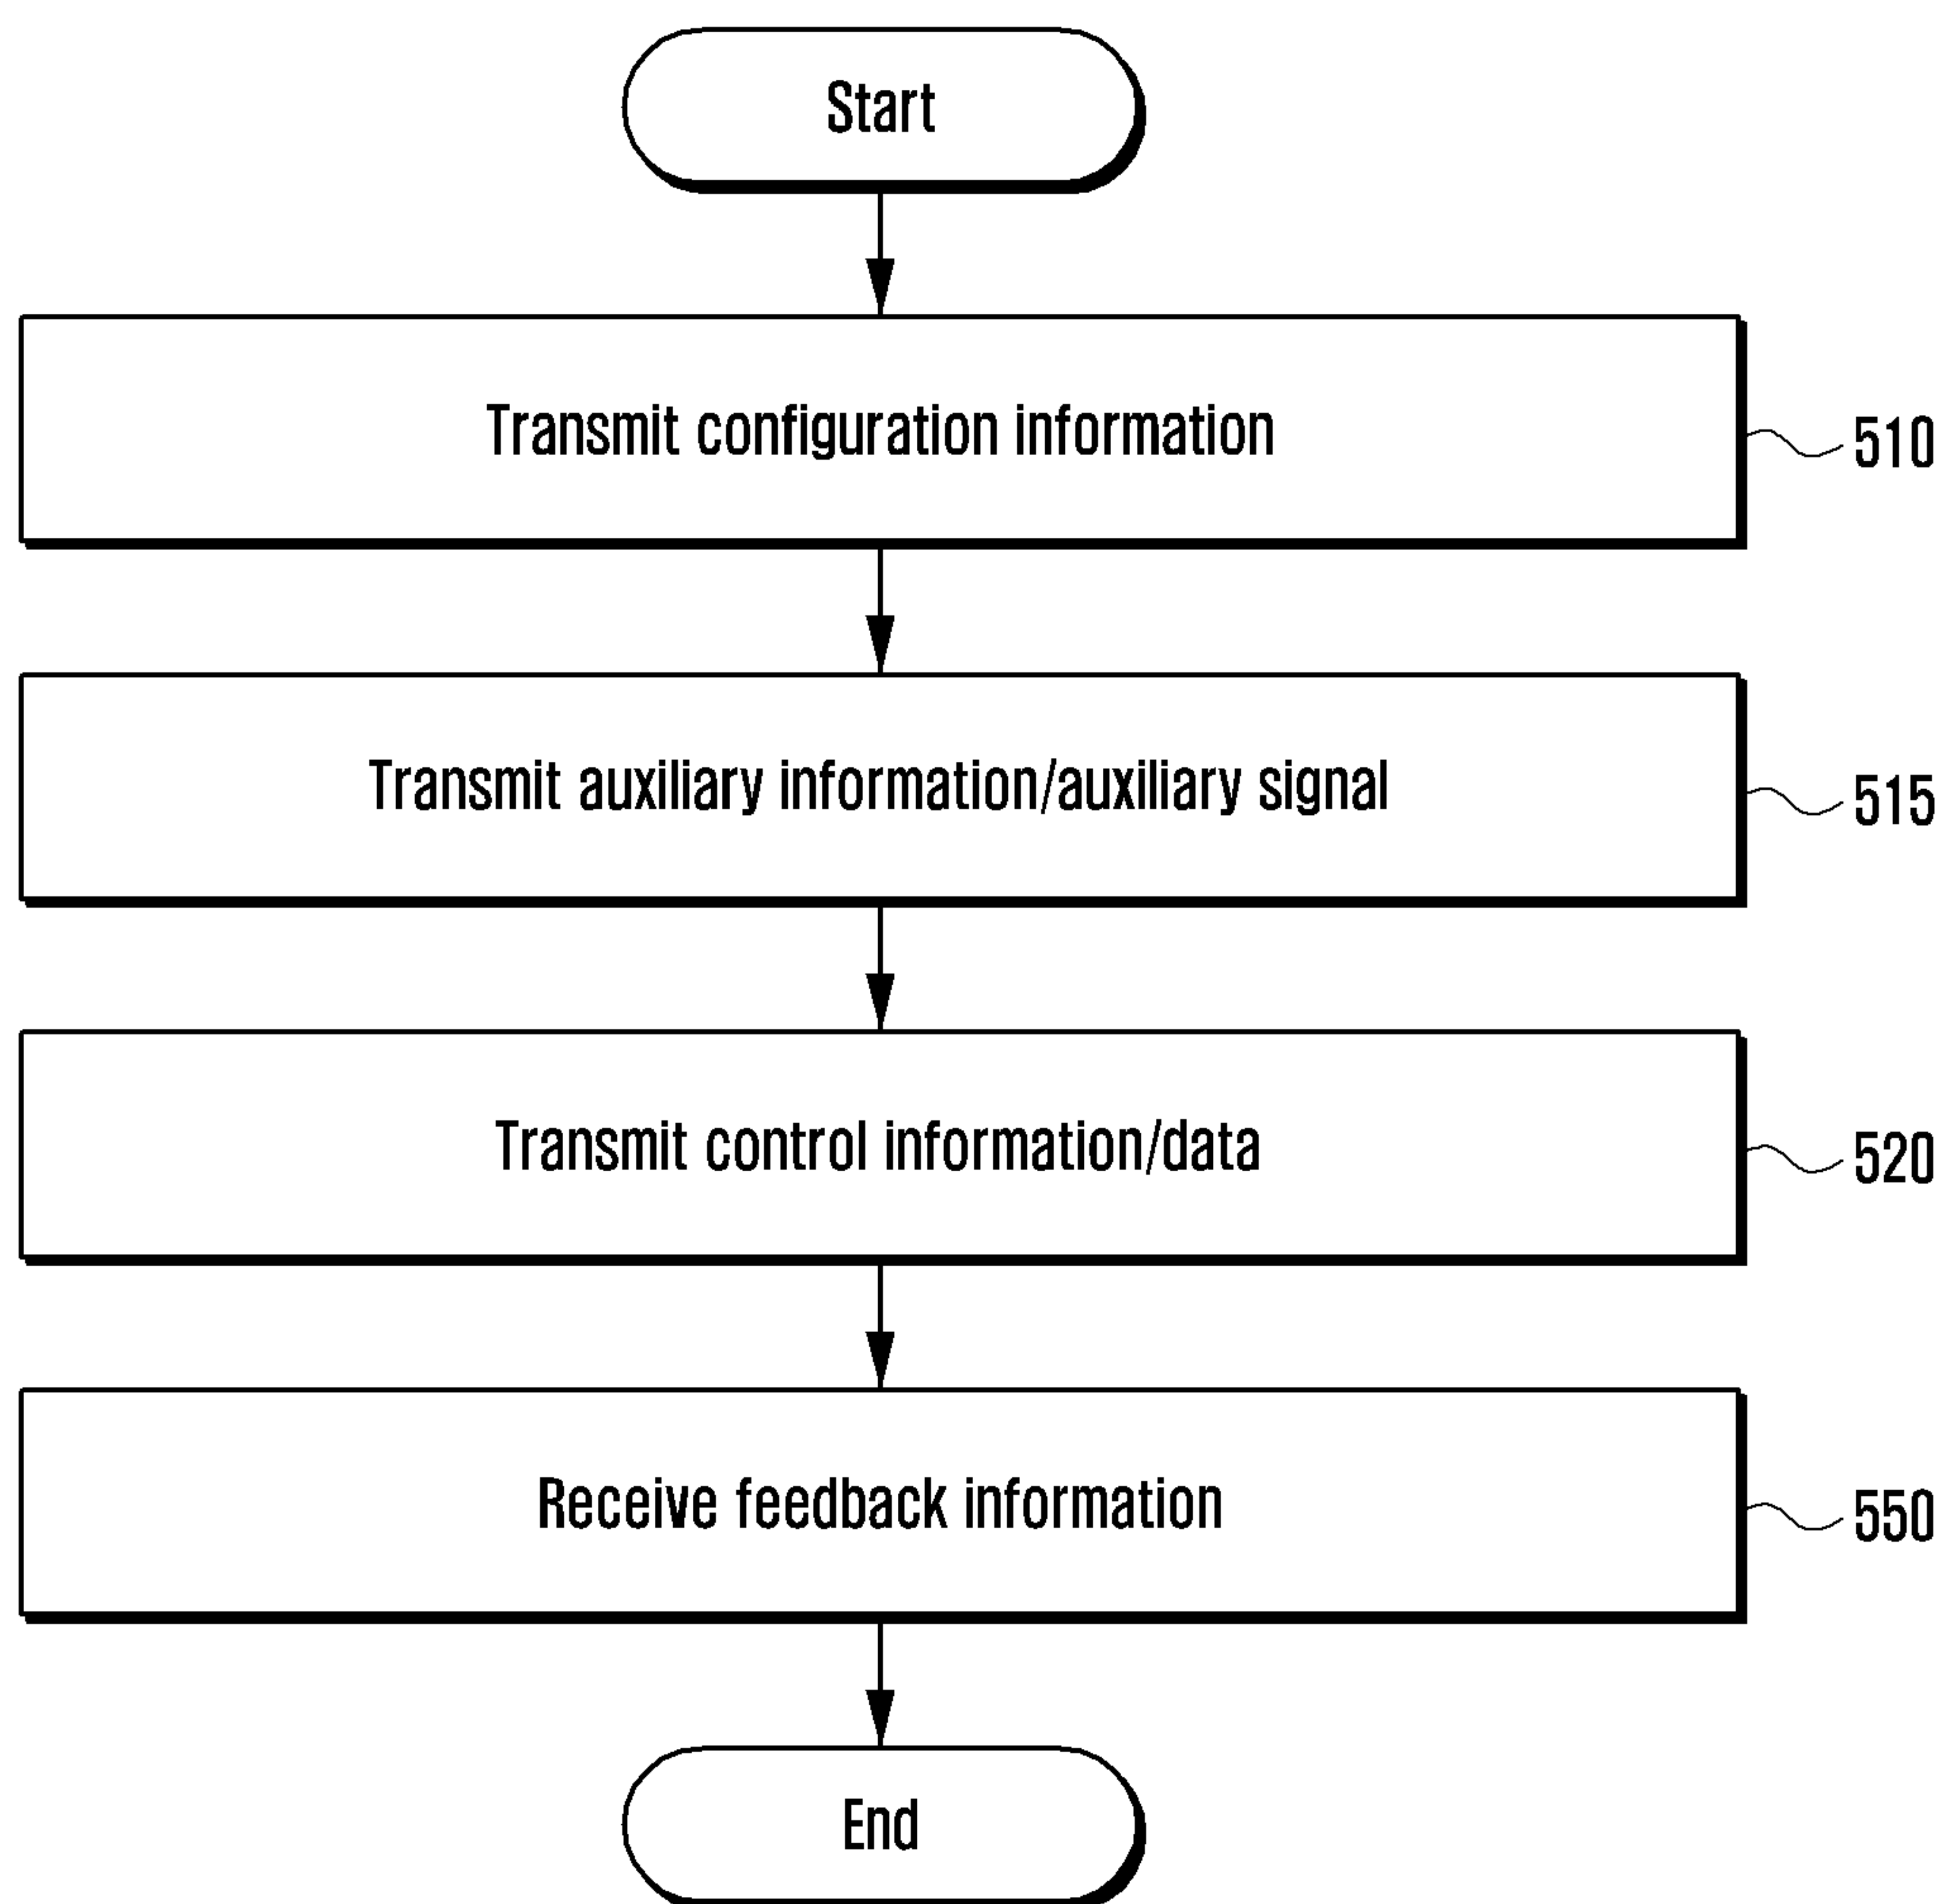 Start
Transmit configuration information
510
Transmit auxiliary information/auxiliary signal
515
Transmit control information/data
520
Receive feedback information
550
End